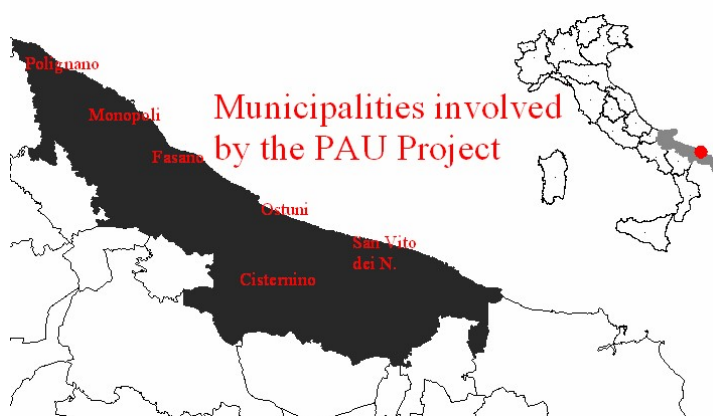 Polignano
Monopoli
Municipalities involved
by the PAU Project
Fasano
Ostuni
San Vito
dei N.
Cisternino